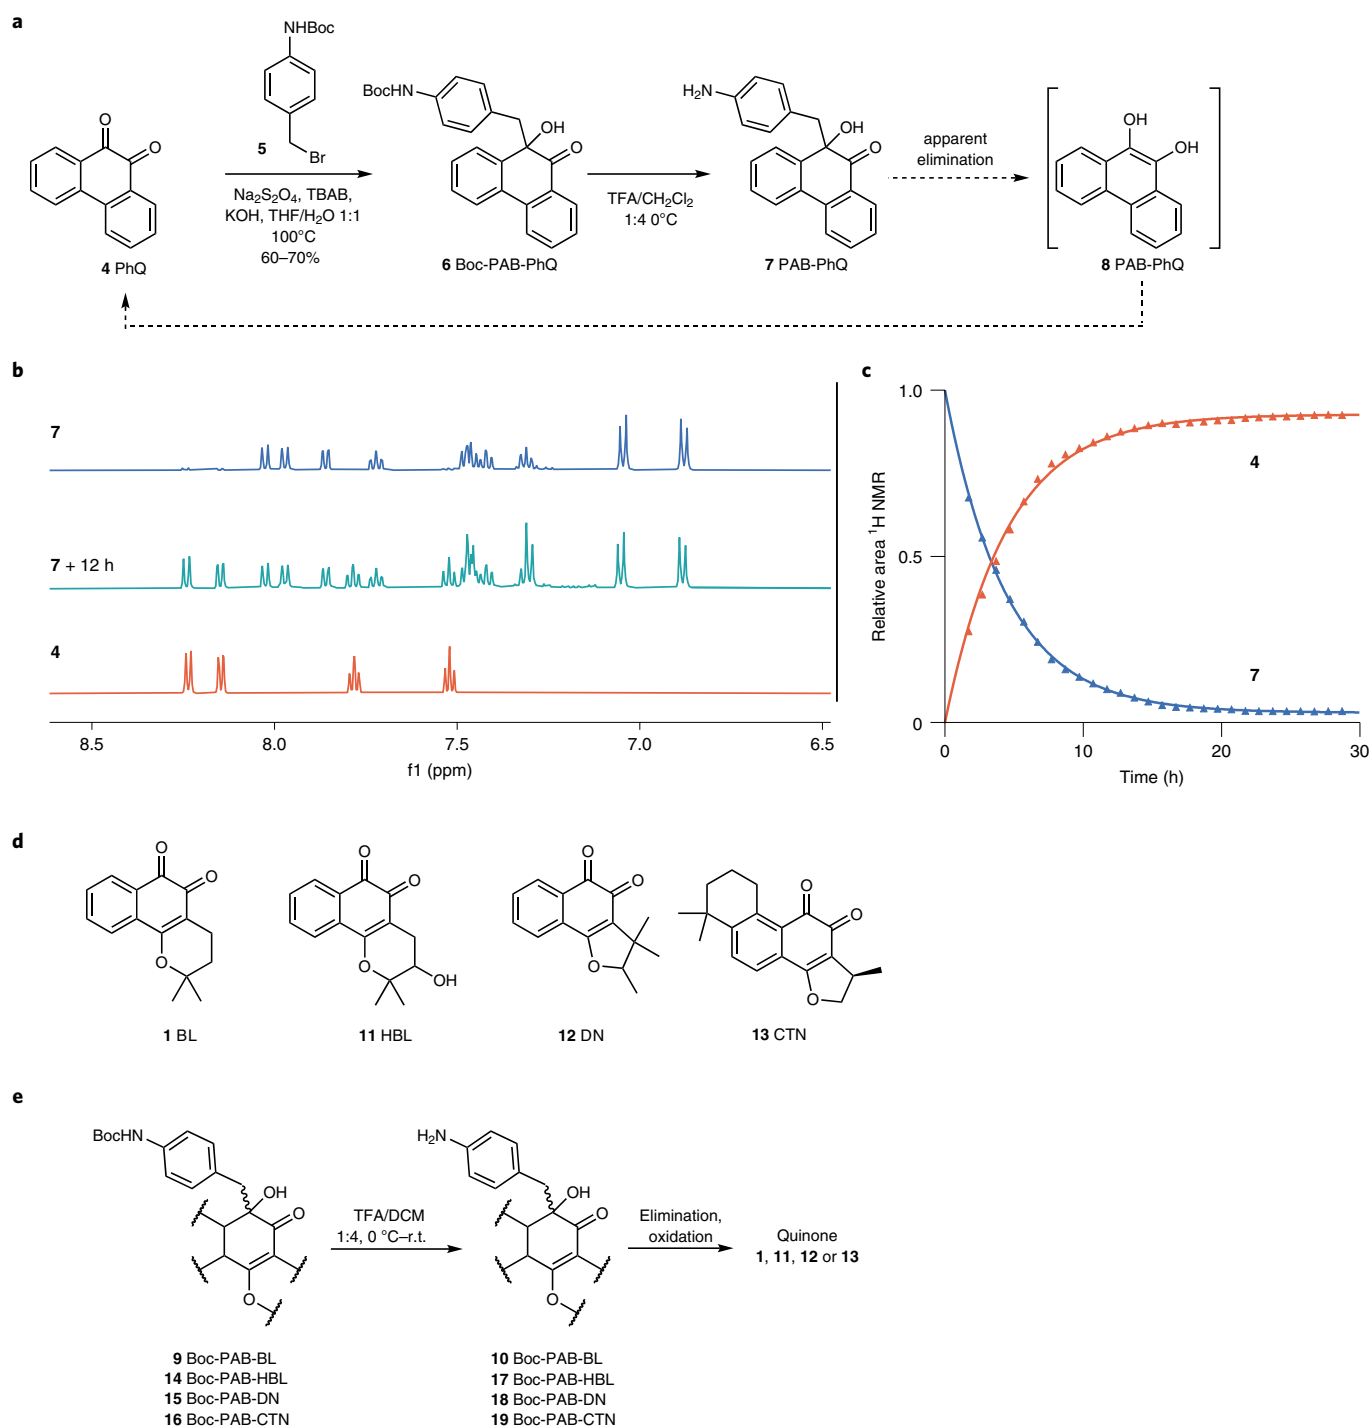 a
NHBoc
5
Br
O
O
4 PhQ
Na2S2O4, TBAB,
KOH, THF/H2O 1:1
100°C
60–70%
BocHN
OH
O
6 Boc-PAB-PhQ
TFA/CH2Cl2
1:4 0°C
H2N
OH
O
7 PAB-PhQ
apparent
elimination
OH
OH
8 PAB-PhQ
b
7
7 + 12 h
4
8.5 8.0 7.5 7.0 6.5
f1 (ppm)
c
1.0
0.5
0
Relative area 1H NMR
4
7
0 10 20 30
Time (h)
d
O
O
O
1 BL
O
O
O
OH
11 HBL
O
O
O
12 DN
O
O
O
13 CTN
e
BocHN
OH
O
O
9 Boc-PAB-BL
14 Boc-PAB-HBL
15 Boc-PAB-DN
16 Boc-PAB-CTN
TFA/DCM
1:4, 0 °C–r.t.
H2N
OH
O
O
10 Boc-PAB-BL
17 Boc-PAB-HBL
18 Boc-PAB-DN
19 Boc-PAB-CTN
Elimination,
oxidation
Quinone
1, 11, 12 or 13